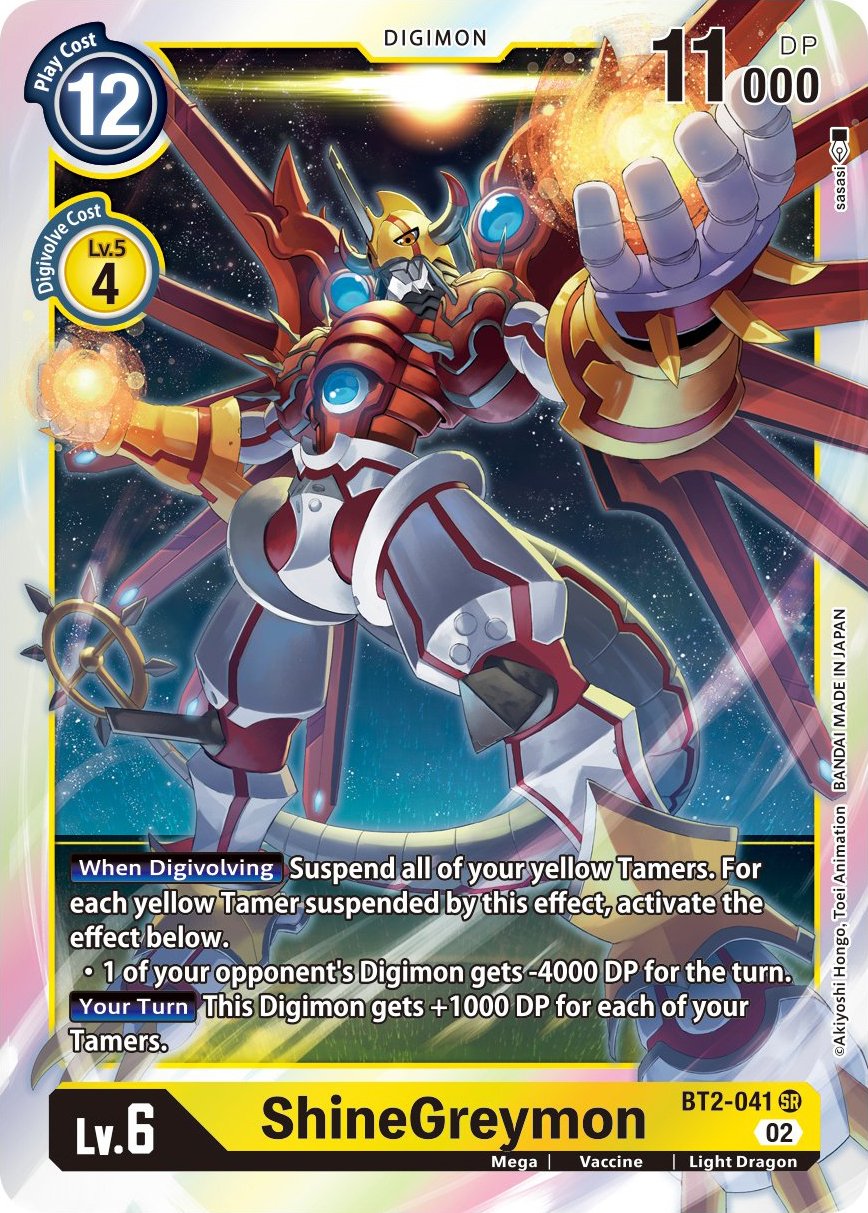 Play Cost
12
DIGIMON
11000
DP
Digivolve Cost
Lv.5
4
sasasi
When Digivolving Suspend all of your yellow Tamers. For
each yellow Tamer suspended by this effect, activate the
effect below.
・1 of your opponent's Digimon gets -4000 DP for the turn.
Your Turn This Digimon gets +1000 DP for each of your
Tamers.
©Akiyoshi Hongo, Toei Animation BANDAI MADE IN JAPAN
Lv.6
ShineGreymon
BT2-041 SR
02
Mega | Vaccine | Light Dragon